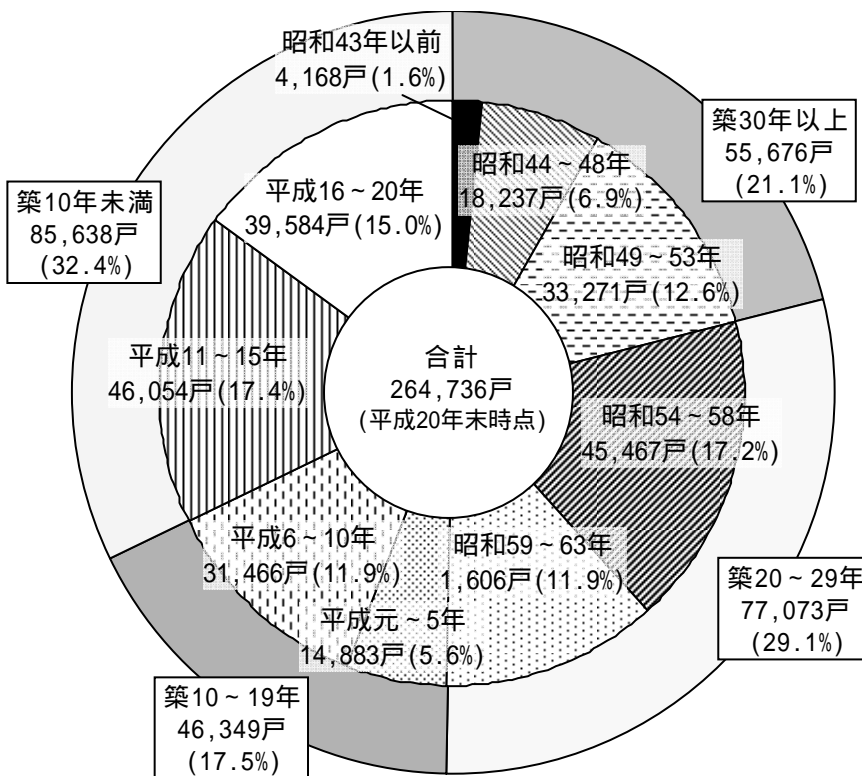 昭和43年以前
4,168戸(1.6%)
築30年以上
55,676戸
(21.1%)
昭和44～48年
18,237戸(6.9%)
平成16～20年
39,584戸(15.0%)
築10年未満
85,638戸
(32.4%)
昭和49～53年
33,271戸(12.6%)
平成11～15年
46,054戸(17.4%)
合計
264,736戸
(平成20年末時点)
昭和54～58年
45,467戸(17.2%)
平成6～10年
31,466戸(11.9%)
昭和59～63年
1,606戸(11.9%)
築20～29年
77,073戸
(29.1%)
平成元～5年
14,883戸(5.6%)
築10～19年
46,349戸
(17.5%)